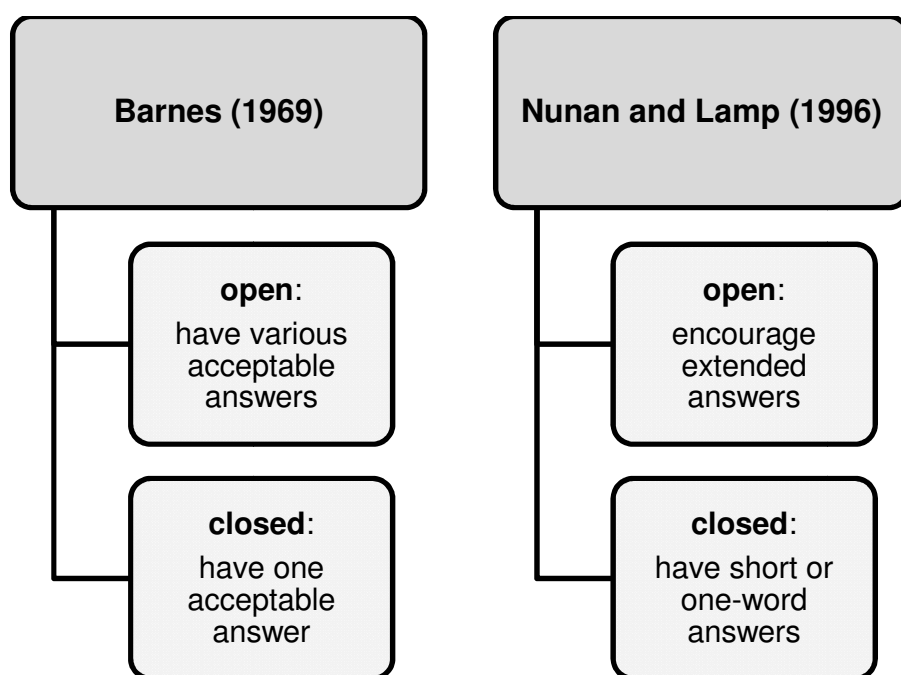 Barnes (1969)
open:
have various
acceptable
answers
closed:
have one
acceptable
answer
Nunan and Lamp (1996)
open:
encourage
extended
answers
closed:
have short or
one-word
answers